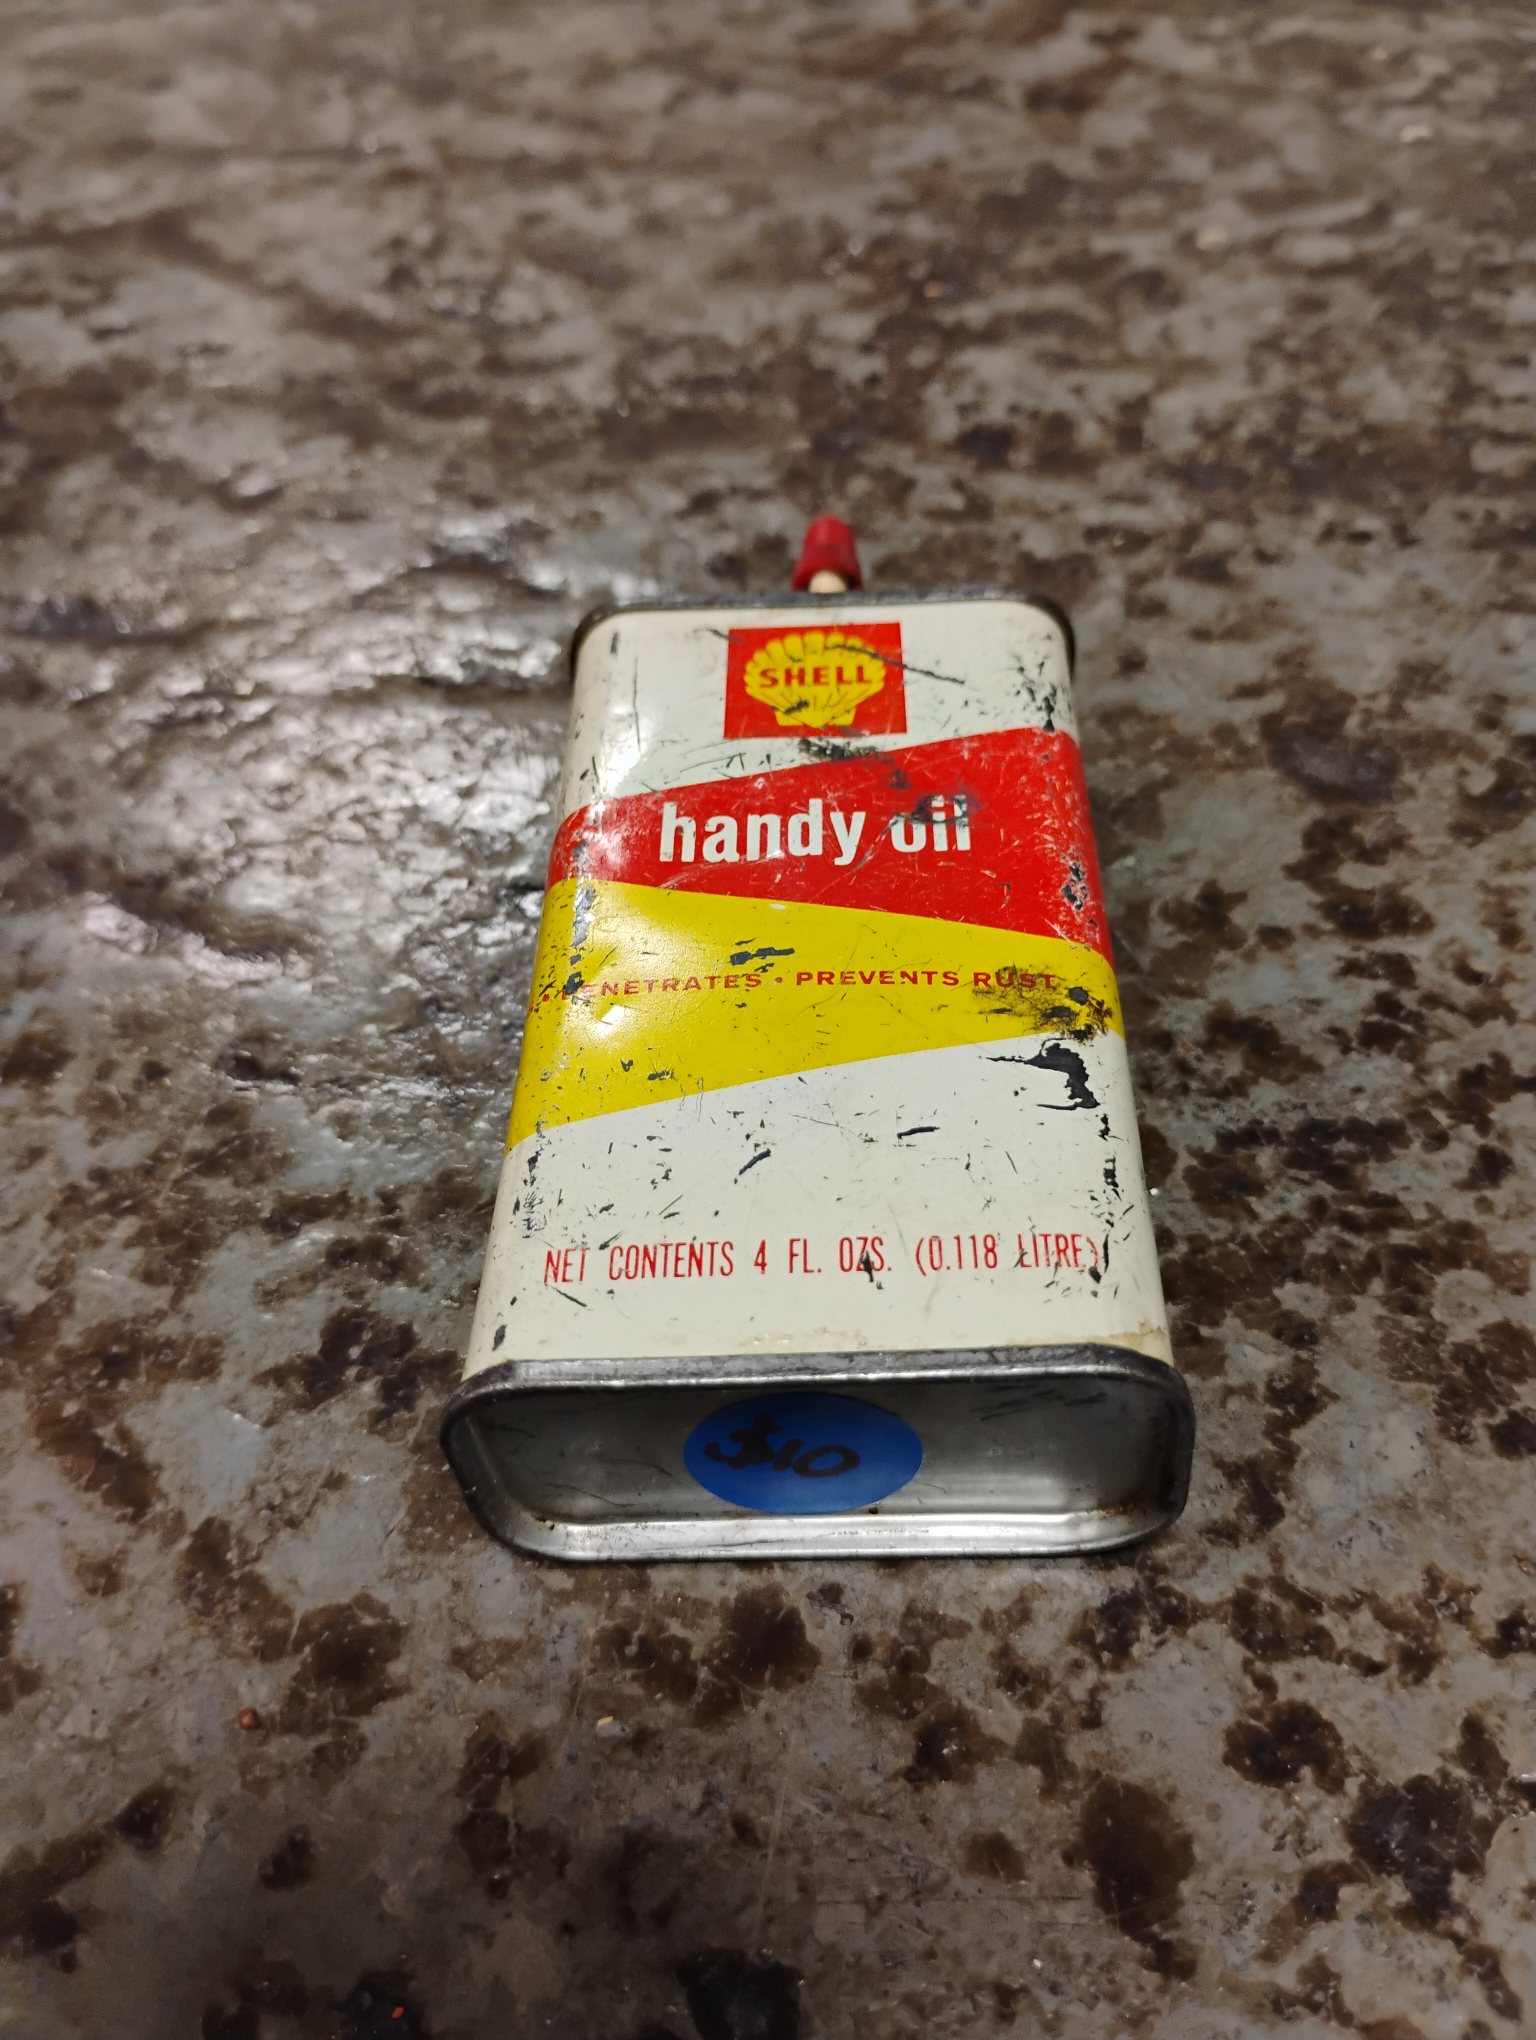 SHELL
handy oil
• PENETRATES • PREVENTS RUST
NET CONTENTS 4 FL. OZS. (0.118 LITRE)
$10